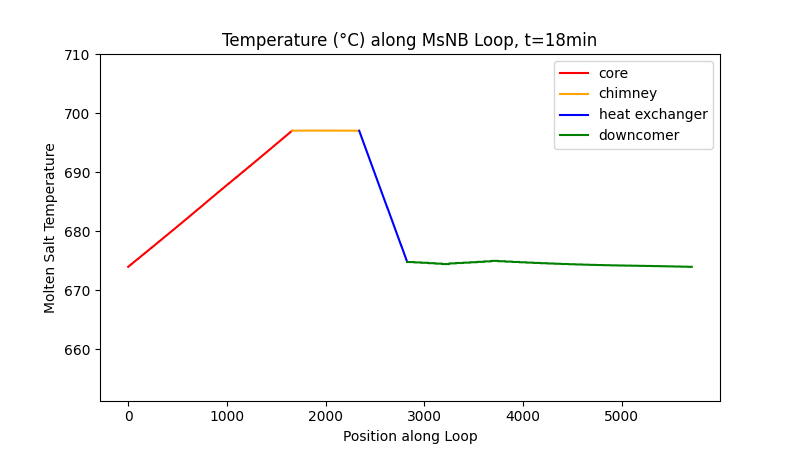 Temperature (°C) along MsNB Loop, t=18min
710
700
690
680
670
660
Molten Salt Temperature
core
chimney
heat exchanger
downcomer
0
1000
2000
3000
4000
5000
Position along Loop